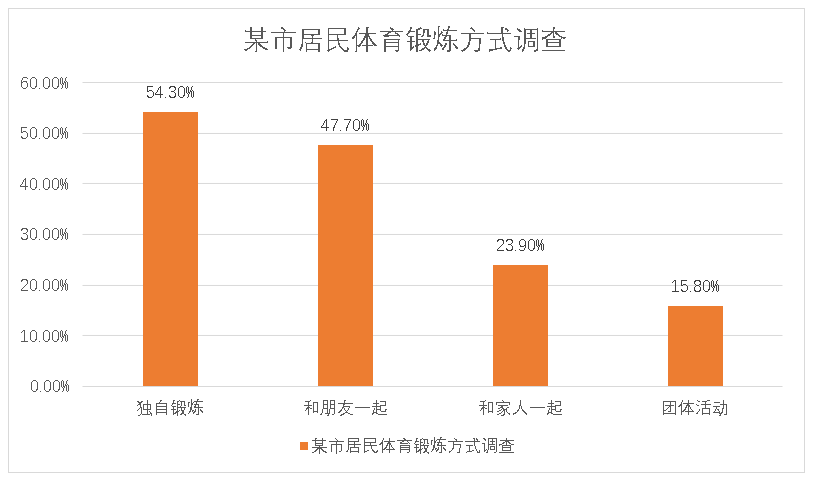 某市居民体育锻炼方式调查
60.00%
50.00%
40.00%
30.00%
20.00%
10.00%
0.00%
54.30%
47.70%
23.90%
15.80%
独自锻炼
和朋友一起
和家人一起
团体活动
某市居民体育锻炼方式调查